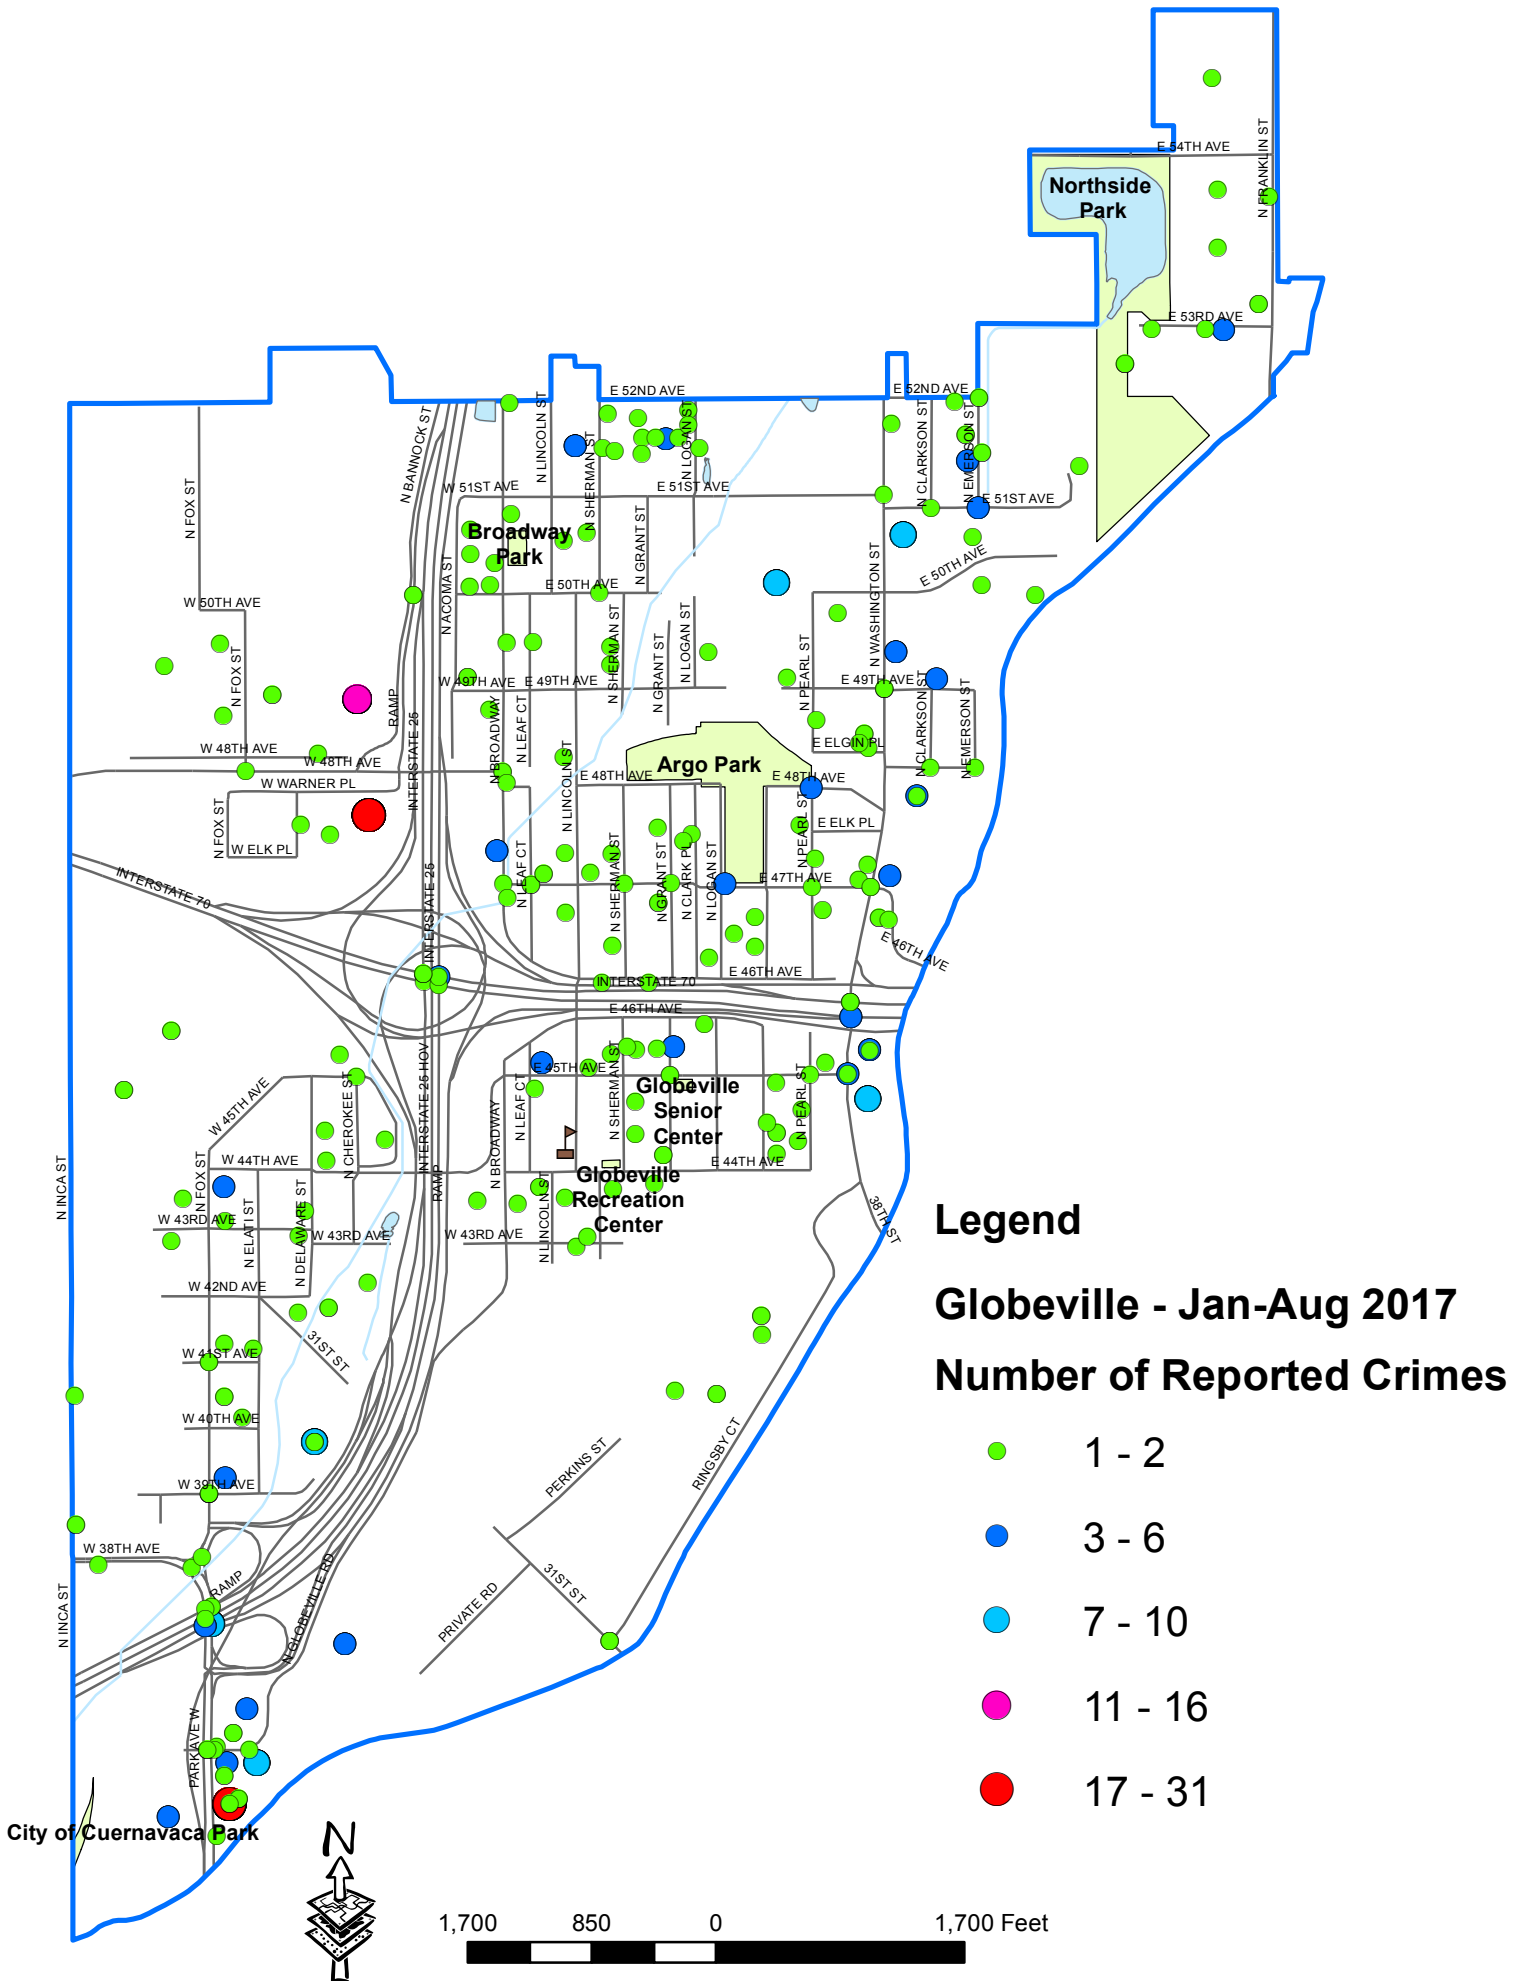 E 54TH AVE
N FRANKLIN ST
Northside
Park
E 53RD AVE
E 52ND AVE
E 52ND AVE
N BANNOCK ST
N LINCOLN ST
N SHERMAN ST
N LOGAN ST
N CLARKSON ST
N EMERSON ST
N FOX ST
W 51ST AVE
E 51ST AVE
E 51ST AVE
Broadway
Park
N GRANT ST
N WASHINGTON ST
E 50TH AVE
N ACOMA ST
E 50TH AVE
W 50TH AVE
N FOX ST
N SHERMAN ST
N GRANT ST
N LOGAN ST
N PEARL ST
W 49TH AVE
E 49TH AVE
E 49TH AVE
RAMP
INTERSTATE 25
N BROADWAY
N LEAF CT
N CLARKSON ST
N EMERSON ST
E ELGIN PL
W 48TH AVE
W 48TH AVE
N LINCOLN ST
E 48TH AVE
Argo Park
E 48TH AVE
W WARNER PL
N FOX ST
W ELK PL
N PEARL ST
E ELK PL
N LEAF CT
N SHERMAN ST
N GRANT ST
N CLARK PL
N LOGAN ST
E 47TH AVE
INTERSTATE 70
INTERSTATE 25
E 46TH AVE
E 46TH AVE
INTERSTATE 70
E 46TH AVE
INTERSTATE 25 HOV
E 45TH AVE
W 45TH AVE
N CHEROKEE ST
N BROADWAY
N LEAF CT
N SHERMAN ST
Globeville
Senior
Center
N PEARL ST
N INCA ST
W 44TH AVE
E 44TH AVE
N FOX ST
RAMP
Globeville
Recreation
Center
N LINCOLN ST
W 43RD AVE
N ELATI ST
N DELAWARE ST
W 43RD AVE
W 43RD AVE
38TH ST
W 42ND AVE
31ST ST
W 41ST AVE
W 40TH AVE
W 39TH AVE
W 38TH AVE
RAMP
N INCA ST
N GLOBEVILLE RD
PERKINS ST
RINGSBY CT
31ST ST
PRIVATE RD
PARK AVE W
City of Cuernavaca Park
Legend
Globeville - Jan-Aug 2017
Number of Reported Crimes
1 - 2
3 - 6
7 - 10
11 - 16
17 - 31
N
1,700 850 0 1,700 Feet